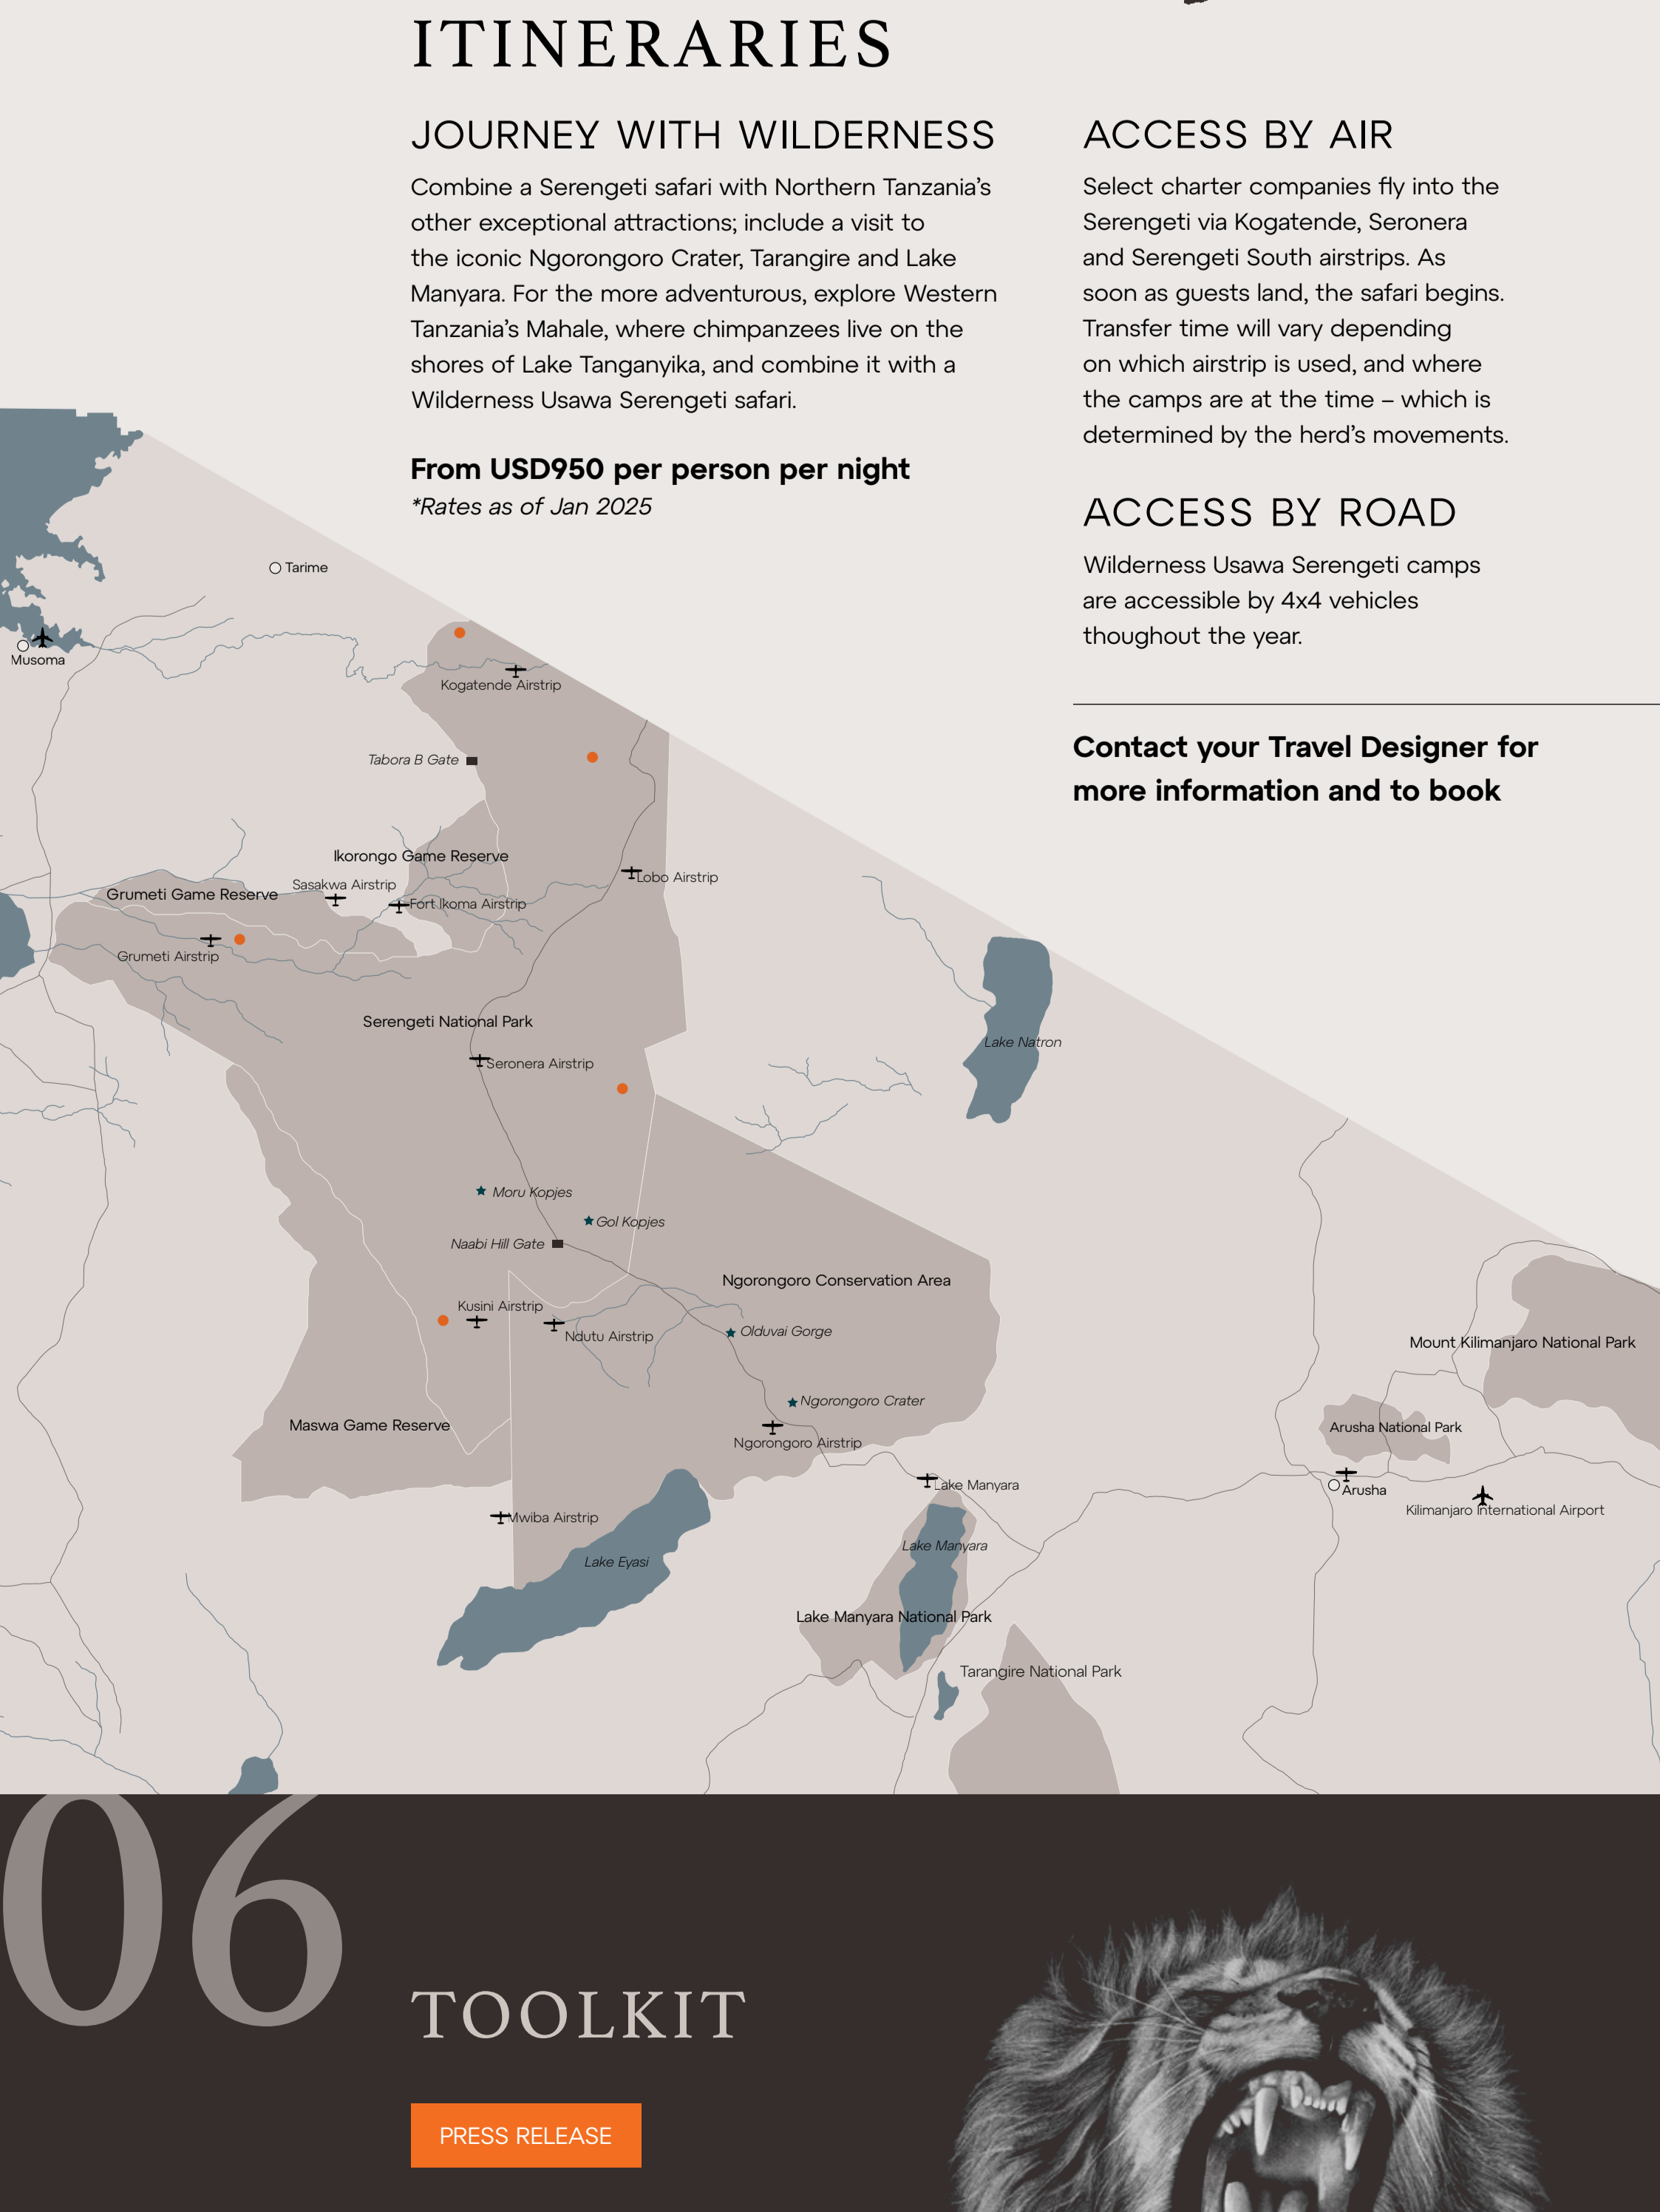 ITINERARIES
JOURNEY WITH WILDERNESS
Combine a Serengeti safari with Northern Tanzania’s
other exceptional attractions; include a visit to
the iconic Ngorongoro Crater, Tarangire and Lake
Manyara. For the more adventurous, explore Western
Tanzania’s Mahale, where chimpanzees live on the
shores of Lake Tanganyika, and combine it with a
Wilderness Usawa Serengeti safari.
From USD950 per person per night
*Rates as of Jan 2025
ACCESS BY AIR
Select charter companies fly into the
Serengeti via Kogatende, Seronera
and Serengeti South airstrips. As
soon as guests land, the safari begins.
Transfer time will vary depending
on which airstrip is used, and where
the camps are at the time – which is
determined by the herd’s movements.
ACCESS BY ROAD
Wilderness Usawa Serengeti camps
are accessible by 4x4 vehicles
thoughout the year.
Contact your Travel Designer for
more information and to book
Tarime
Musoma
Kogatende Airstrip
Tabora B Gate
Ikorongo Game Reserve
Lobo Airstrip
Sasakwa Airstrip
Grumeti Game Reserve
Fort Ikoma Airstrip
Grumeti Airstrip
Serengeti National Park
Lake Natron
Seronera Airstrip
Moru Kopjes
Gol Kopjes
Naabi Hill Gate
Ngorongoro Conservation Area
Kusini Airstrip
Olduvai Gorge
Ndutu Airstrip
Mount Kilimanjaro National Park
Ngorongoro Crater
Maswa Game Reserve
Arusha National Park
Ngorongoro Airstrip
Lake Manyara
Arusha
Kilimanjaro International Airport
Mwiba Airstrip
Lake Manyara
Lake Eyasi
Lake Manyara National Park
Tarangire National Park
06
TOOLKIT
PRESS RELEASE